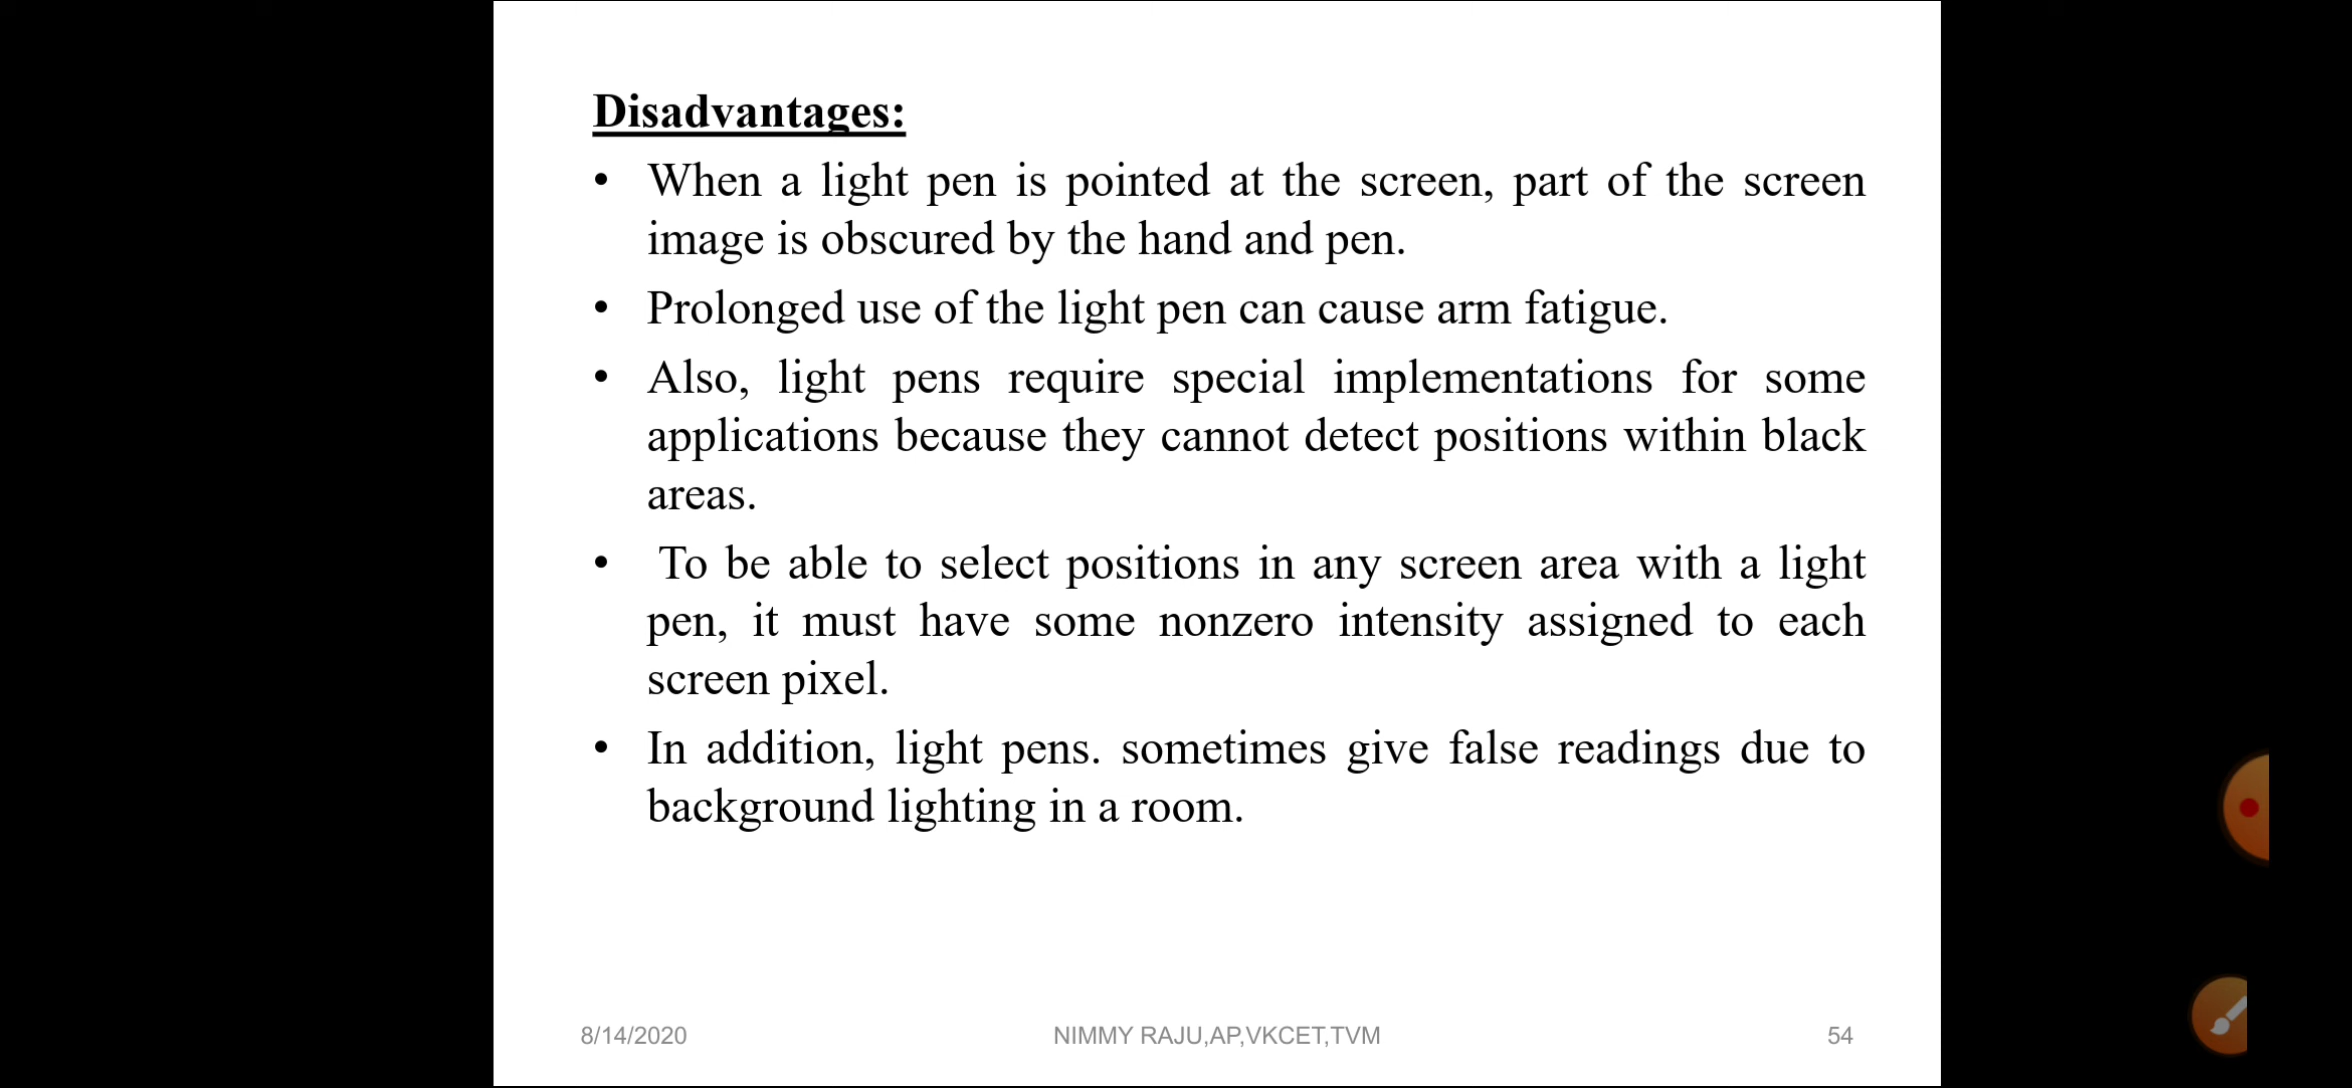 Disadvantages:
• When a light pen is pointed at the screen, part of the screen
image is obscured by the hand and pen.
• Prolonged use of the light pen can cause arm fatigue.
• Also, light pens require special implementations for some
applications because they cannot detect positions within black
areas.
• To be able to select positions in any screen area with a light
pen, it must have some nonzero intensity assigned to each
screen pixel.
• In addition, light pens. sometimes give false readings due to
background lighting in a room.
8/14/2020 NIMMY RAJU,AP,VKCET,TVM 54